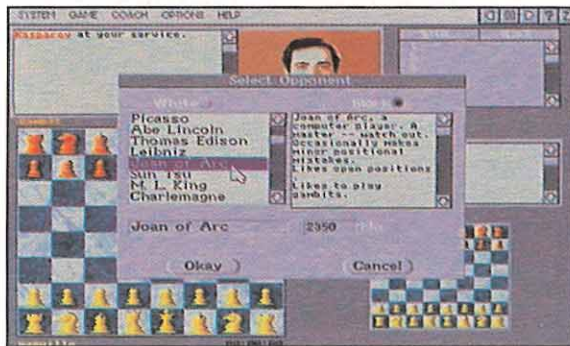 SYSTEM GAME COACH OPTIONS HELP
Kasparov at your service.
Select Opponent
White
Black
Picasso
Abe Lincoln
Thomas Edison
Leibniz
Joan of Arc
Sun Tsu
M. L. King
Charlemagne
Joan of Arc, a
computer player. A
master -- watch out.
Occasionally makes
minor positional
mistakes.
Likes open positions
Likes to play
gambits.
Joan of Arc
2350
Okay
Cancel